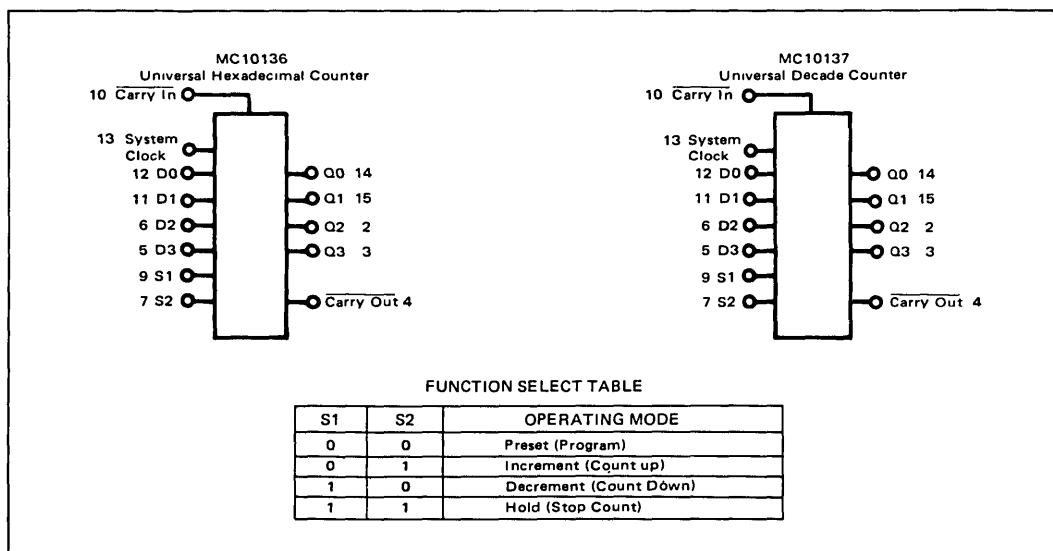 MC10136
Universal Hexadecimal Counter
10 Carry In
13 System
Clock
12 D0
11 D1
6 D2
5 D3
9 S1
7 S2
Q0 14
Q1 15
Q2 2
Q3 3
Carry Out 4
MC10137
Universal Decade Counter
10 Carry In
13 System
Clock
12 D0
11 D1
6 D2
5 D3
9 S1
7 S2
Q0 14
Q1 15
Q2 2
Q3 3
Carry Out 4
FUNCTION SELECT TABLE
S1 S2 OPERATING MODE
0 0 Preset (Program)
0 1 Increment (Count up)
1 0 Decrement (Count Down)
1 1 Hold (Stop Count)